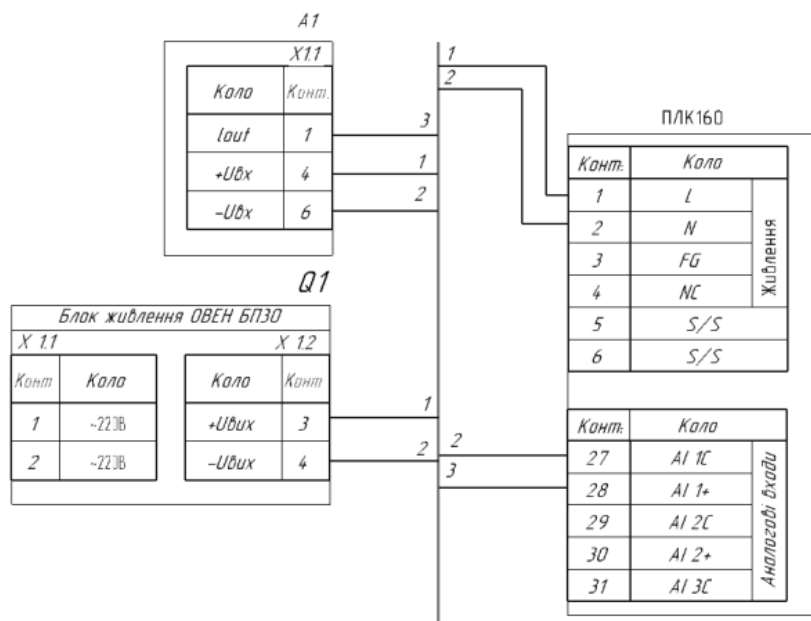 A1
X1.1
Коло Конт.
Iout 1
+Uвх 4
-Uвх 6
3
1
2
1
2
ПЛК160
Конт. Коло
1 L
2 N
3 FG
4 NC
Живлення
5 S/S
6 S/S
Q1
Блок живлення ОВЕН БП30
X 1.1 X 1.2
Конт Коло Коло Конт
1 ~220В +Uвих 3
2 ~220В -Uвих 4
1
2
2
3
Конт. Коло
27 AI 1C
28 AI 1+
29 AI 2C
30 AI 2+
31 AI 3C
Аналогові входи